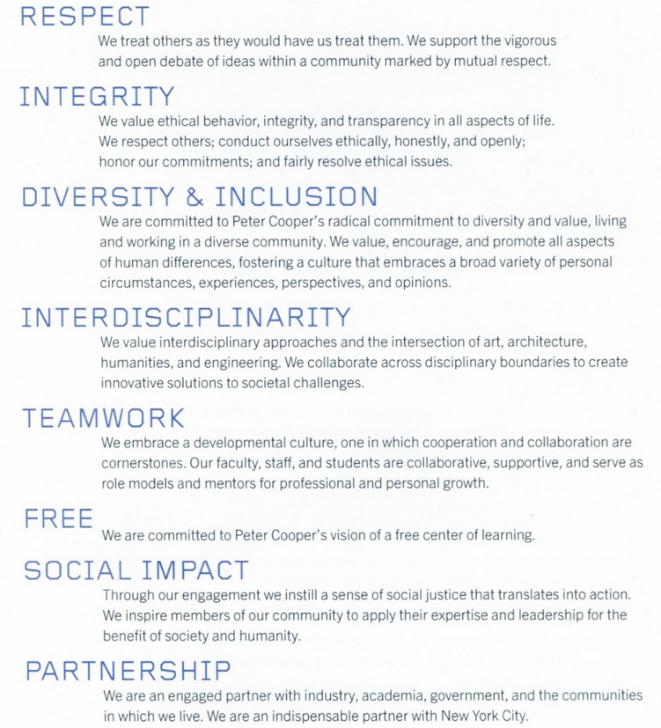 RESPECT
We treat others as they would have us treat them. We support the vigorous
and open debate of ideas within a community marked by mutual respect.
INTEGRITY
We value ethical behavior, integrity, and transparency in all aspects of life.
We respect others; conduct ourselves ethically, honestly, and openly;
honor our commitments; and fairly resolve ethical issues.
DIVERSITY & INCLUSION
We are committed to Peter Cooper's radical commitment to diversity and value, living
and working in a diverse community. We value, encourage, and promote all aspects
of human differences, fostering a culture that embraces a broad variety of personal
circumstances, experiences, perspectives, and opinions.
INTERDISCIPLINARITY
We value interdisciplinary approaches and the intersection of art, architecture,
humanities, and engineering. We collaborate across disciplinary boundaries to create
innovative solutions to societal challenges.
TEAMWORK
We embrace a developmental culture, one in which cooperation and collaboration are
cornerstones. Our faculty, staff, and students are collaborative, supportive, and serve as
role models and mentors for professional and personal growth.
FREE
We are committed to Peter Cooper's vision of a free center of learning.
SOCIAL IMPACT
Through our engagement we instill a sense of social justice that translates into action.
We inspire members of our community to apply their expertise and leadership for the
benefit of society and humanity.
PARTNERSHIP
We are an engaged partner with industry, academia, government, and the communities
in which we live. We are an indispensable partner with New York City.